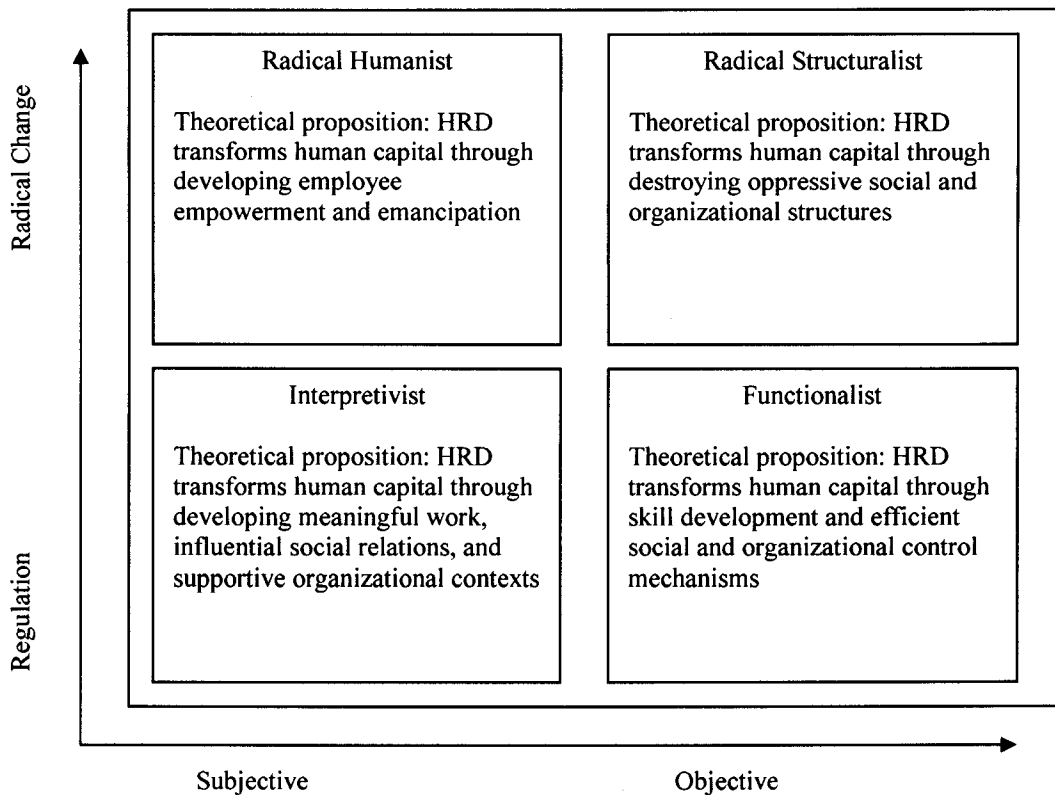 Radical Change
Regulation
Radical Humanist
Theoretical proposition: HRD
transforms human capital through
developing employee
empowerment and emancipation
Radical Structuralist
Theoretical proposition: HRD
transforms human capital through
destroying oppressive social and
organizational structures
Interpretivist
Theoretical proposition: HRD
transforms human capital through
developing meaningful work,
influential social relations, and
supportive organizational contexts
Functionalist
Theoretical proposition: HRD
transforms human capital through
skill development and efficient
social and organizational control
mechanisms
Subjective
Objective